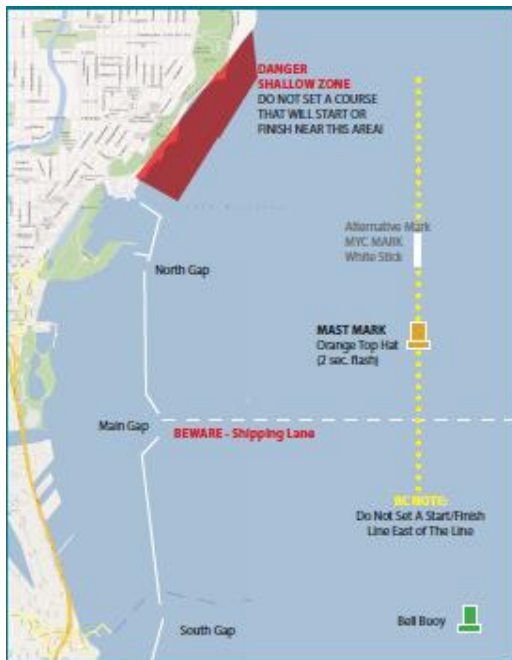 DANGER
SHALLOW ZONE
DO NOT SET A COURSE
THAT WILL START OR
FINISH NEAR THIS AREA!
Alternative Mark
MYC MARK
White Stick
North Gap
MAST MARK
Orange Top Hat
(2 sec. flash)
Main Gap
BEWARE - Shipping Lane
RC NOTE:
Do Not Set A Start/Finish
Line East of The Line
Bell Buoy
South Gap